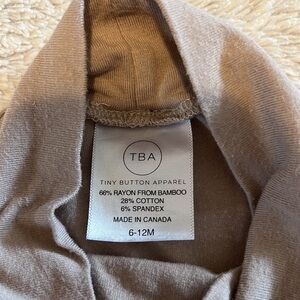 TBA
TINY BUTTON APPAREL
66% RAYON FROM BAMBOO
28% COTTON
6% SPANDEX
MADE IN CANADA
6-12M